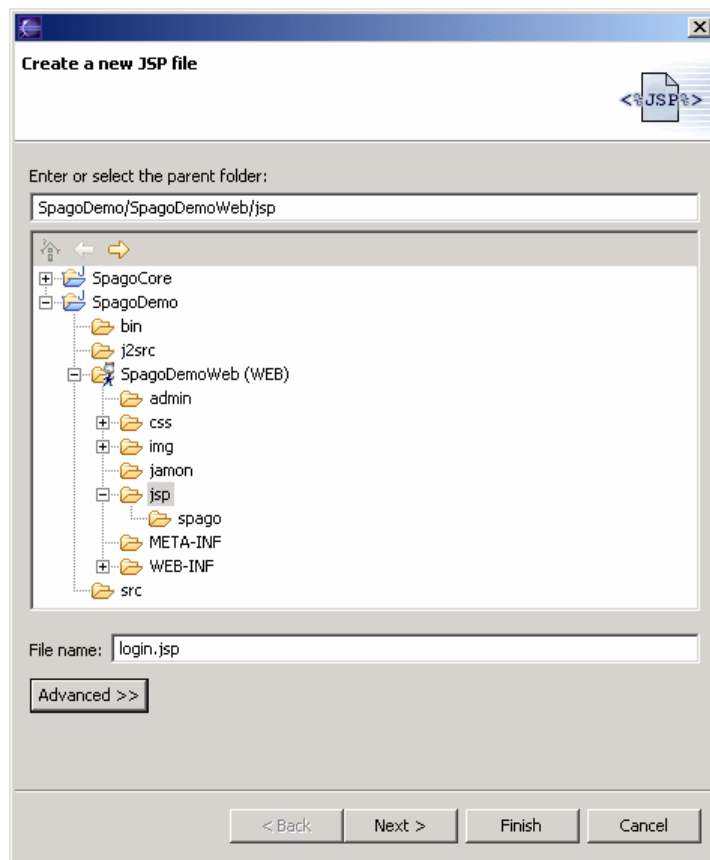 Create a new JSP file
<%JSP%>
Enter or select the parent folder:
SpagoDemo/SpagoDemoWeb/jsp
SpagoCore
SpagoDemo
bin
j2src
SpagoDemoWeb (WEB)
admin
css
img
jamon
jsp
spago
META-INF
WEB-INF
src
File name: login.jsp
Advanced >>
< Back Next > Finish Cancel